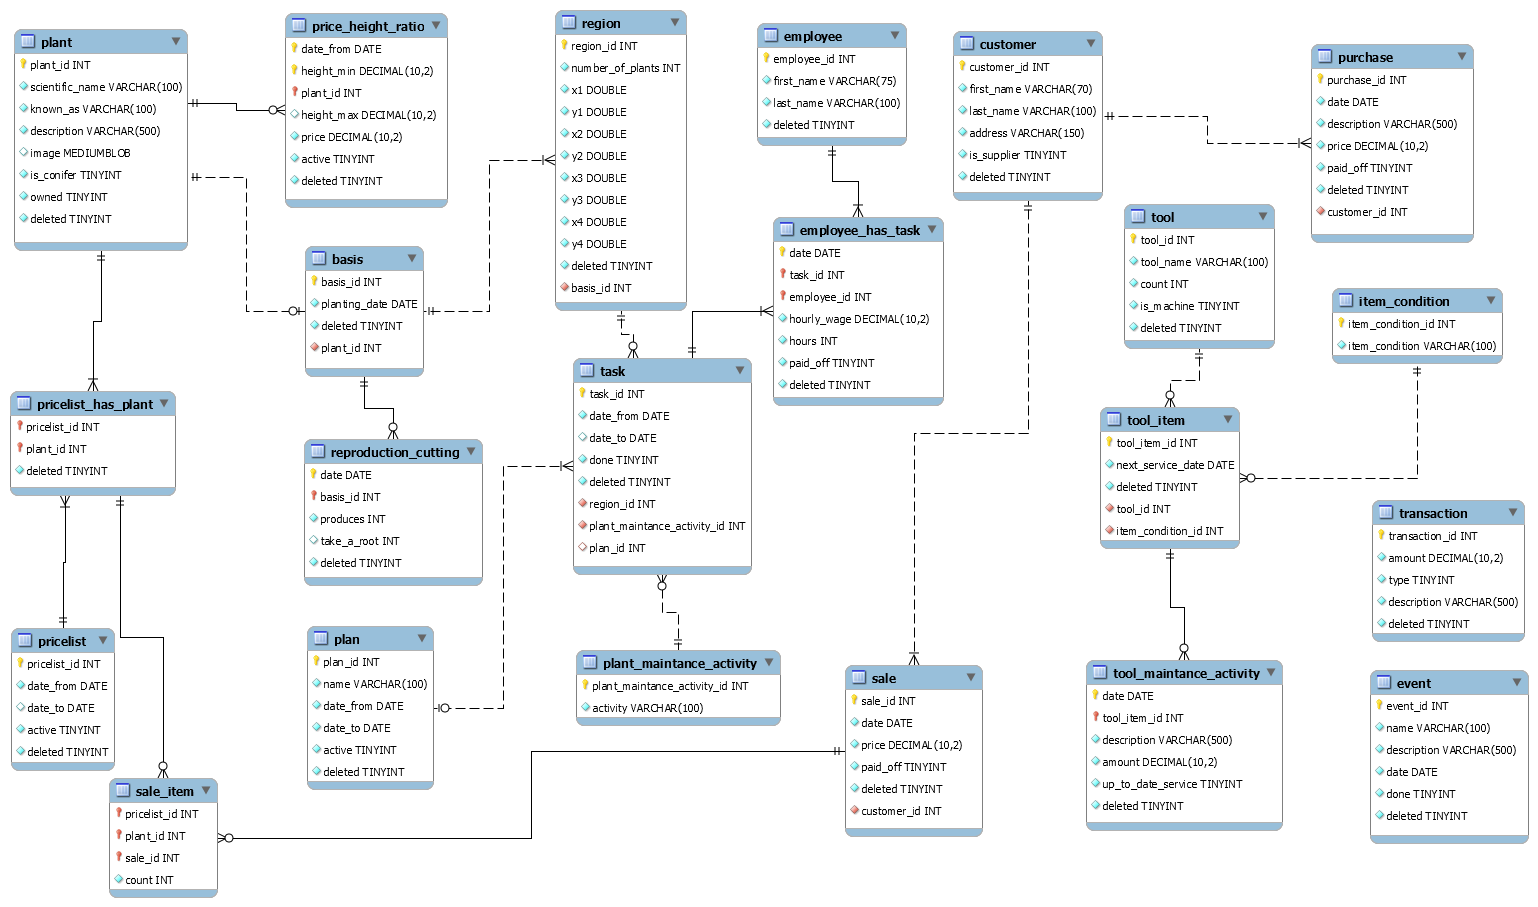 plant
plant_id INT
scientific_name VARCHAR(100)
known_as VARCHAR(100)
description VARCHAR(500)
image MEDIUMBLOB
is_conifer TINYINT
owned TINYINT
deleted TINYINT
price_height_ratio
date_from DATE
height_min DECIMAL(10,2)
plant_id INT
height_max DECIMAL(10,2)
price DECIMAL(10,2)
active TINYINT
deleted TINYINT
region
region_id INT
number_of_plants INT
x1 DOUBLE
y1 DOUBLE
x2 DOUBLE
y2 DOUBLE
x3 DOUBLE
y3 DOUBLE
x4 DOUBLE
y4 DOUBLE
deleted TINYINT
basis_id INT
employee
employee_id INT
first_name VARCHAR(75)
last_name VARCHAR(100)
deleted TINYINT
customer
customer_id INT
first_name VARCHAR(70)
last_name VARCHAR(100)
address VARCHAR(150)
is_supplier TINYINT
deleted TINYINT
purchase
purchase_id INT
date DATE
description VARCHAR(500)
price DECIMAL(10,2)
paid_off TINYINT
deleted TINYINT
customer_id INT
basis
basis_id INT
planting_date DATE
deleted TINYINT
plant_id INT
employee_has_task
date DATE
task_id INT
employee_id INT
hourly_wage DECIMAL(10,2)
hours INT
paid_off TINYINT
deleted TINYINT
tool
tool_id INT
tool_name VARCHAR(100)
count INT
is_machine TINYINT
deleted TINYINT
item_condition
item_condition_id INT
item_condition VARCHAR(100)
pricelist_has_plant
pricelist_id INT
plant_id INT
deleted TINYINT
reproduction_cutting
date DATE
basis_id INT
produces INT
take_a_root INT
deleted TINYINT
task
task_id INT
date_from DATE
date_to DATE
done TINYINT
deleted TINYINT
region_id INT
plant_maintance_activity_id INT
plan_id INT
tool_item
tool_item_id INT
next_service_date DATE
deleted TINYINT
tool_id INT
item_condition_id INT
transaction
transaction_id INT
amount DECIMAL(10,2)
type TINYINT
description VARCHAR(500)
deleted TINYINT
pricelist
pricelist_id INT
date_from DATE
date_to DATE
active TINYINT
deleted TINYINT
plan
plan_id INT
name VARCHAR(100)
date_from DATE
date_to DATE
active TINYINT
deleted TINYINT
plant_maintance_activity
plant_maintance_activity_id INT
activity VARCHAR(100)
sale
sale_id INT
date DATE
price DECIMAL(10,2)
paid_off TINYINT
deleted TINYINT
customer_id INT
tool_maintance_activity
date DATE
tool_item_id INT
description VARCHAR(500)
amount DECIMAL(10,2)
up_to_date_service TINYINT
deleted TINYINT
event
event_id INT
name VARCHAR(100)
description VARCHAR(500)
date DATE
done TINYINT
deleted TINYINT
sale_item
pricelist_id INT
plant_id INT
sale_id INT
count INT